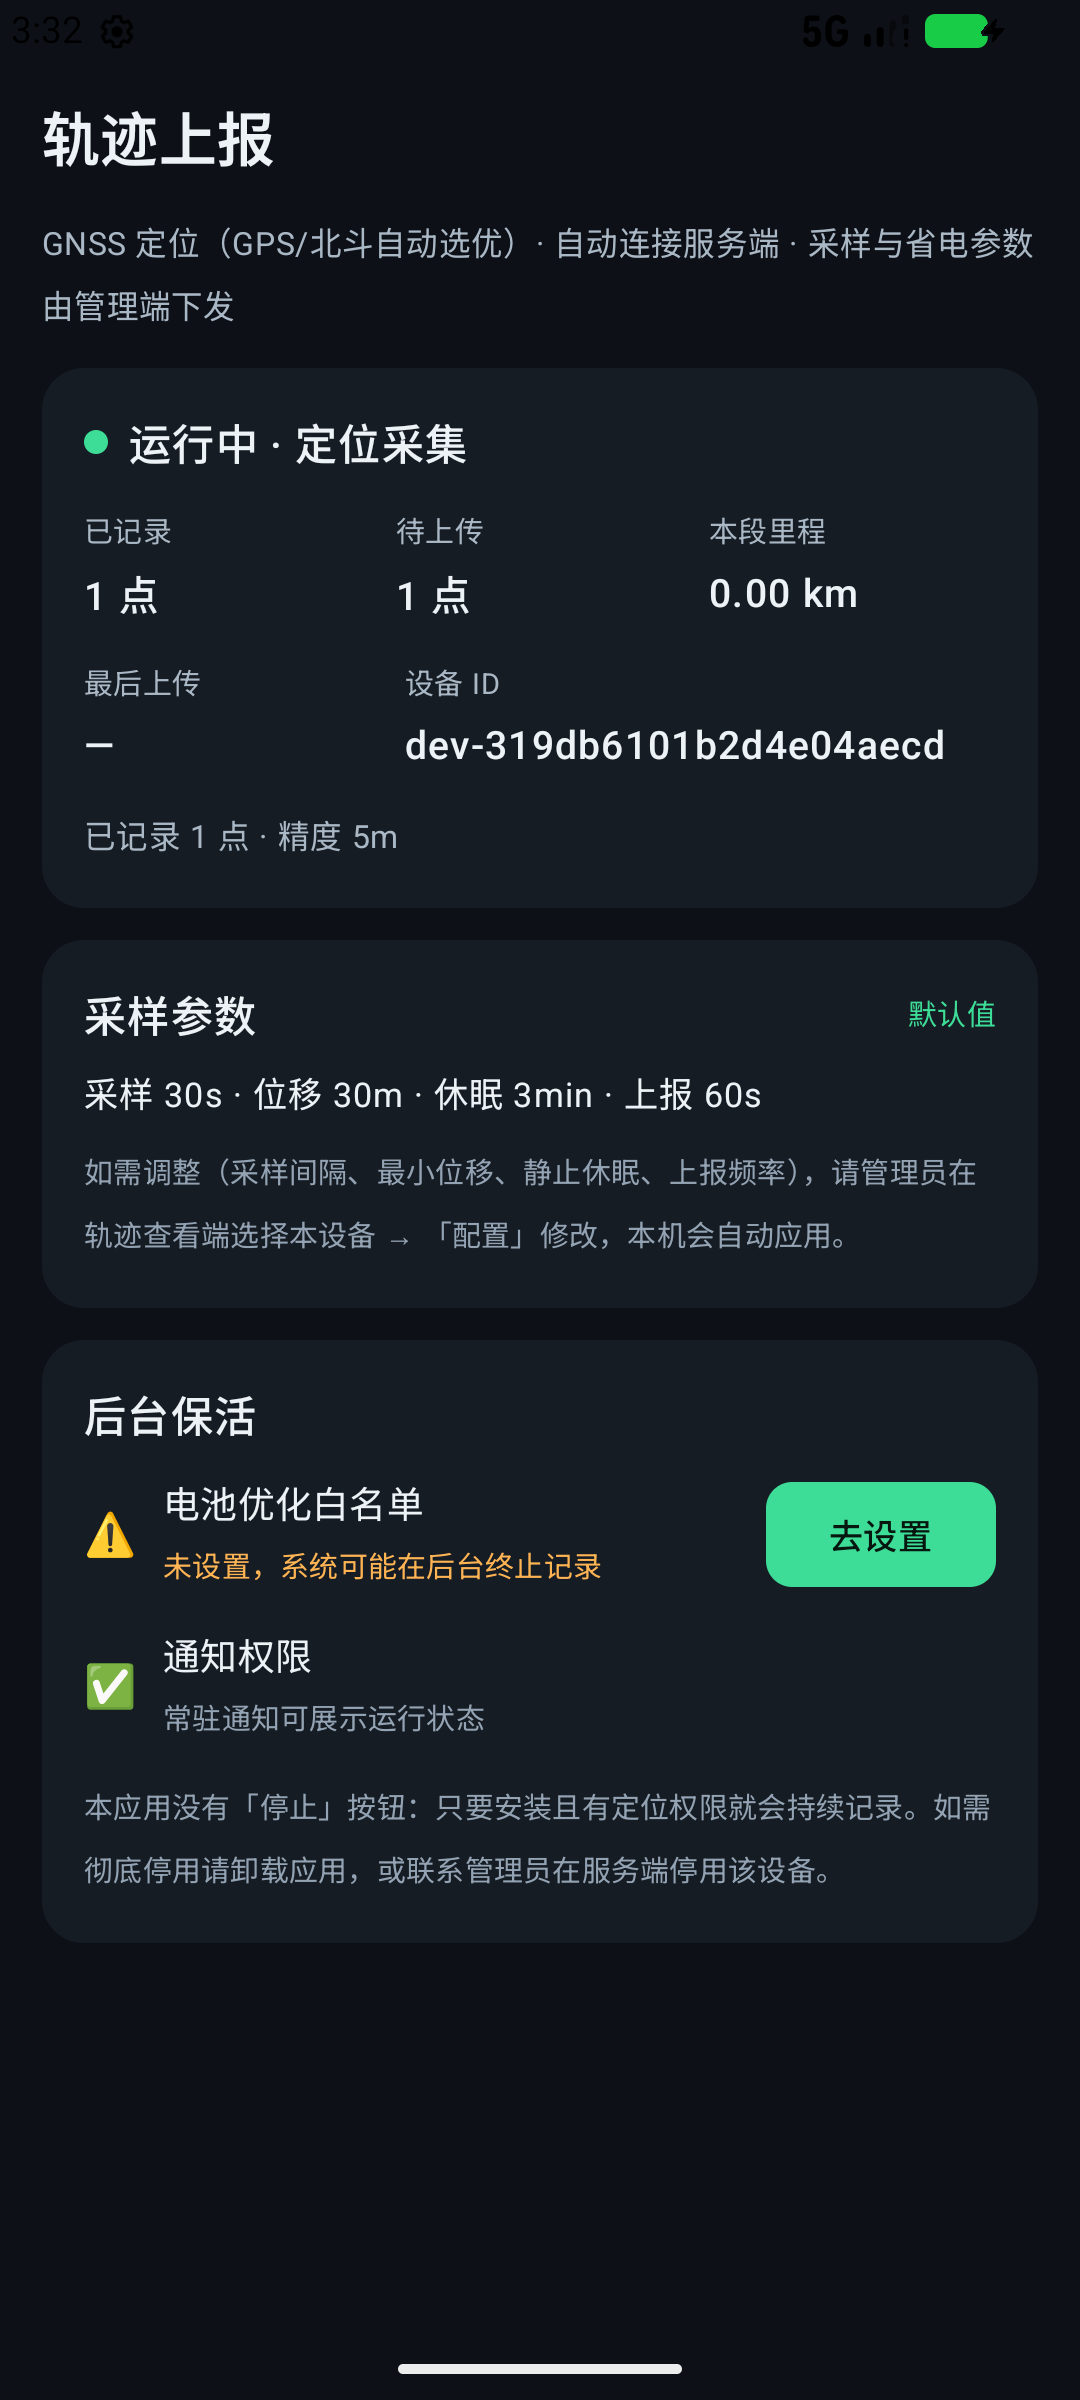 3:32 5G
轨迹上报
GNSS 定位（GPS/北斗自动选优）· 自动连接服务端 · 采样与省电参数
由管理端下发
运行中 · 定位采集
已记录 待上传 本段里程
1 点 1 点 0.00 km
最后上传 设备 ID
— dev-319db6101b2d4e04aecd
已记录 1 点 · 精度 5m
采样参数 默认值
采样 30s · 位移 30m · 休眠 3min · 上报 60s
如需调整（采样间隔、最小位移、静止休眠、上报频率），请管理员在
轨迹查看端选择本设备 → 「配置」修改，本机会自动应用。
后台保活
电池优化白名单
未设置，系统可能在后台终止记录
去设置
通知权限
常驻通知可展示运行状态
本应用没有「停止」按钮：只要安装且有定位权限就会持续记录。如需
彻底停用请卸载应用，或联系管理员在服务端停用该设备。